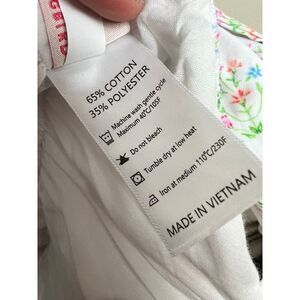 65% COTTON
35% POLYESTER
Machine wash gentle cycle
Maximum 40°C/105F
Do not bleach
Tumble dry at low heat
Iron at medium 110°C/230F
MADE IN VIETNAM